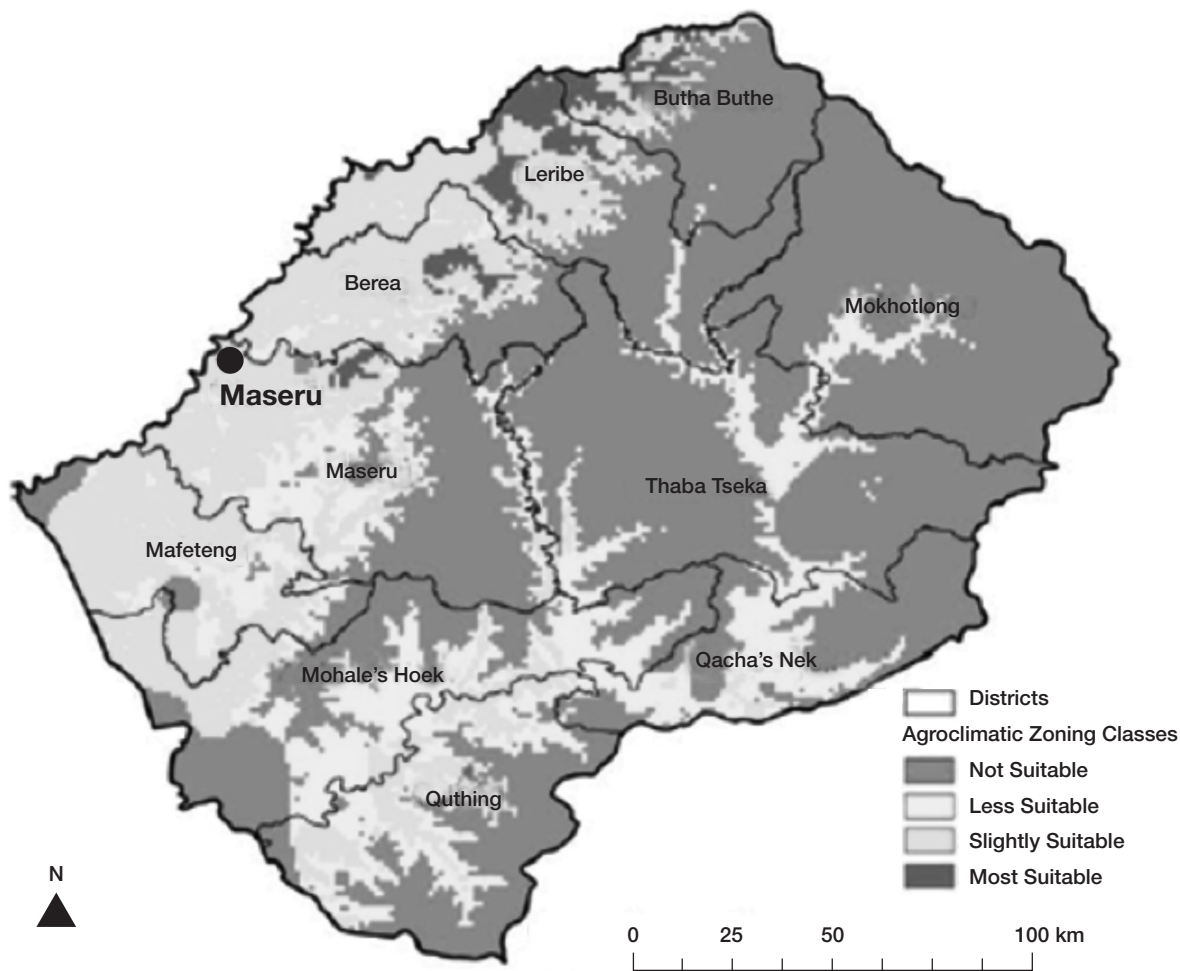 Butha Buthe
Leribe
Berea
Mokhotlong
Maseru
Maseru
Thaba Tseka
Mafeteng
Mohale's Hoek
Qacha's Nek
Quthing
Districts
Agroclimatic Zoning Classes
Not Suitable
Less Suitable
Slightly Suitable
Most Suitable
N
0 25 50 100 km